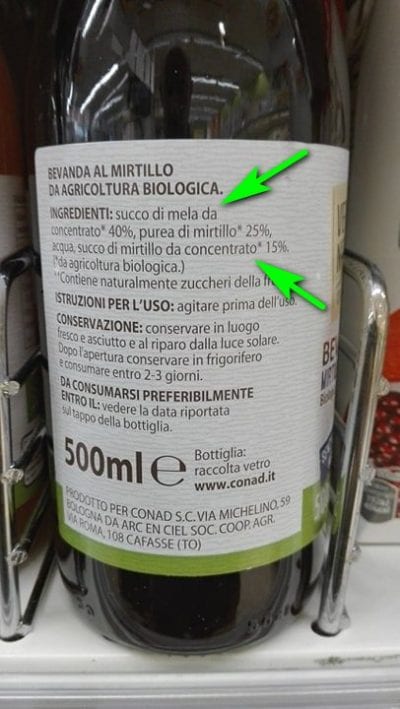 BEVANDA AL MIRTILLO
DA AGRICOLTURA BIOLOGICA.
INGREDIENTI: succo di mela da
concentrato* 40%, purea di mirtillo* 25%,
acqua, succo di mirtillo da concentrato* 15%.
(*da agricoltura biologica.)
**Contiene naturalmente zuccheri della
ISTRUZIONI PER L'USO: agitare prima dell'uso.
CONSERVAZIONE: conservare in luogo
fresco e asciutto e al riparo dalla luce solare.
Dopo l'apertura conservare in frigorifero
e consumare entro 2-3 giorni.
DA CONSUMARSI PREFERIBILMENTE
ENTRO IL: vedere la data riportata
sul tappo della bottiglia.
500ml e
Bottiglia:
raccolta vetro
www.conad.it
PRODOTTO PER CONAD S.C. VIA MICHELINO, 59
BOLOGNA DA ARC EN CIEL SOC. COOP. AGR.
VIA ROMA, 108 CAFASSE (TO)